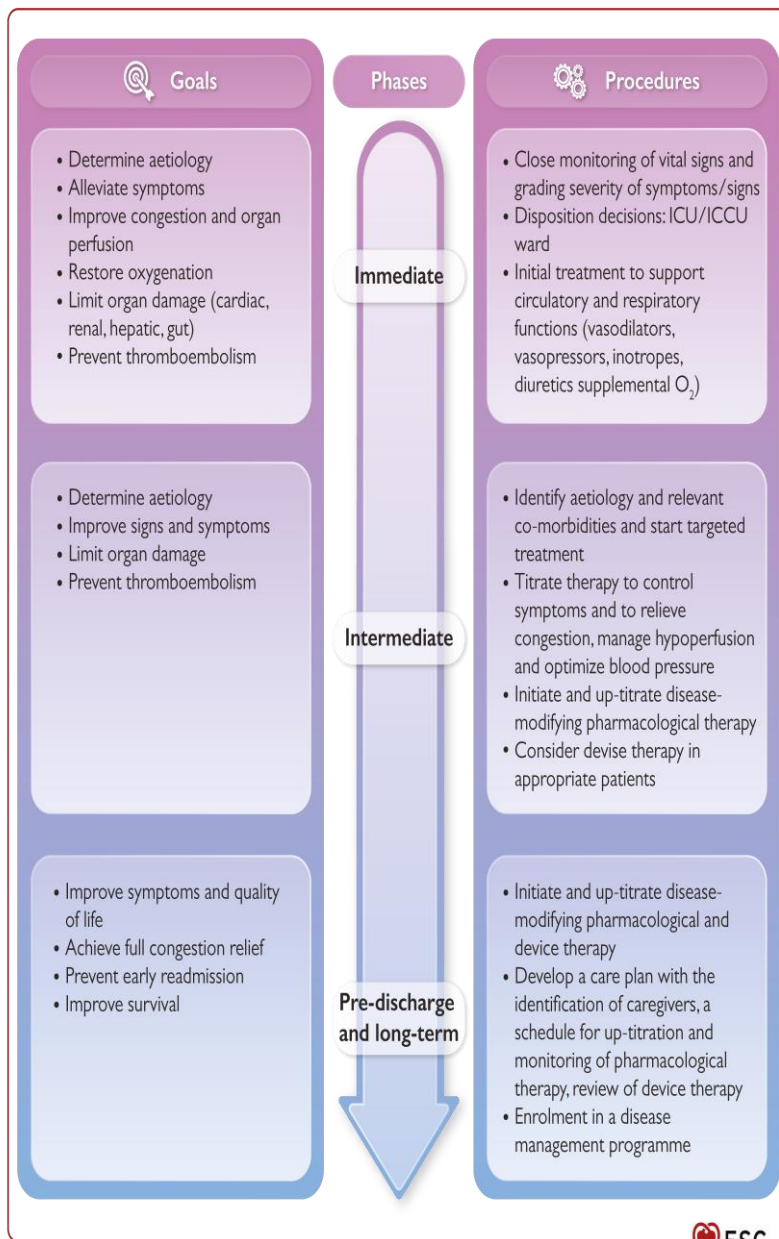 Goals
Phases
Procedures
• Determine aetiology
• Alleviate symptoms
• Improve congestion and organ
perfusion
• Restore oxygenation
• Limit organ damage (cardiac,
renal, hepatic, gut)
• Prevent thromboembolism
Immediate
• Close monitoring of vital signs and
grading severity of symptoms/signs
• Disposition decisions: ICU/ICCU
ward
• Initial treatment to support
circulatory and respiratory
functions (vasodilators,
vasopressors, inotropes,
diuretics supplemental O₂)
• Determine aetiology
• Improve signs and symptoms
• Limit organ damage
• Prevent thromboembolism
Intermediate
• Identify aetiology and relevant
co-morbidities and start targeted
treatment
• Titrate therapy to control
symptoms and to relieve
congestion, manage hypoperfusion
and optimize blood pressure
• Initiate and up-titrate disease-
modifying pharmacological therapy
• Consider devise therapy in
appropriate patients
• Improve symptoms and quality
of life
• Achieve full congestion relief
• Prevent early readmission
• Improve survival
Pre-discharge
and long-term
• Initiate and up-titrate disease-
modifying pharmacological and
device therapy
• Develop a care plan with the
identification of caregivers, a
schedule for up-titration and
monitoring of pharmacological
therapy, review of device therapy
• Enrolment in a disease
management programme
ESC